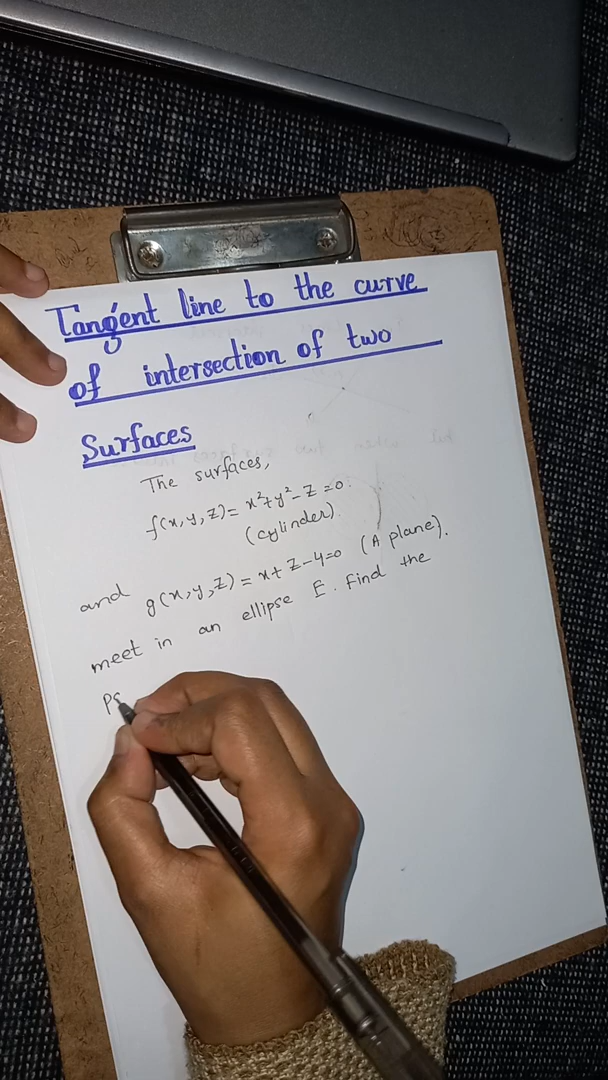 Tangent line to the curve
of intersection of two
Surfaces
The surfaces,
f(x,y,z)= x²+y²-z=0.
(cylinder)
and g(x,y,z)= x+z-4=0 (A plane).
meet in an ellipse E. Find the